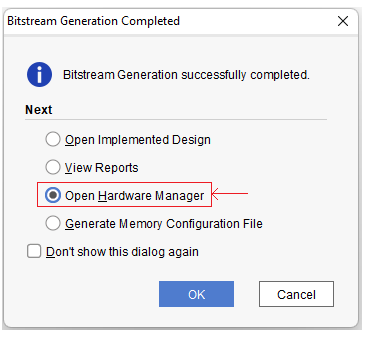 Bitstream Generation Completed
Bitstream Generation successfully completed.
Next
Open Implemented Design
View Reports
Open Hardware Manager
Generate Memory Configuration File
Don't show this dialog again
OK Cancel